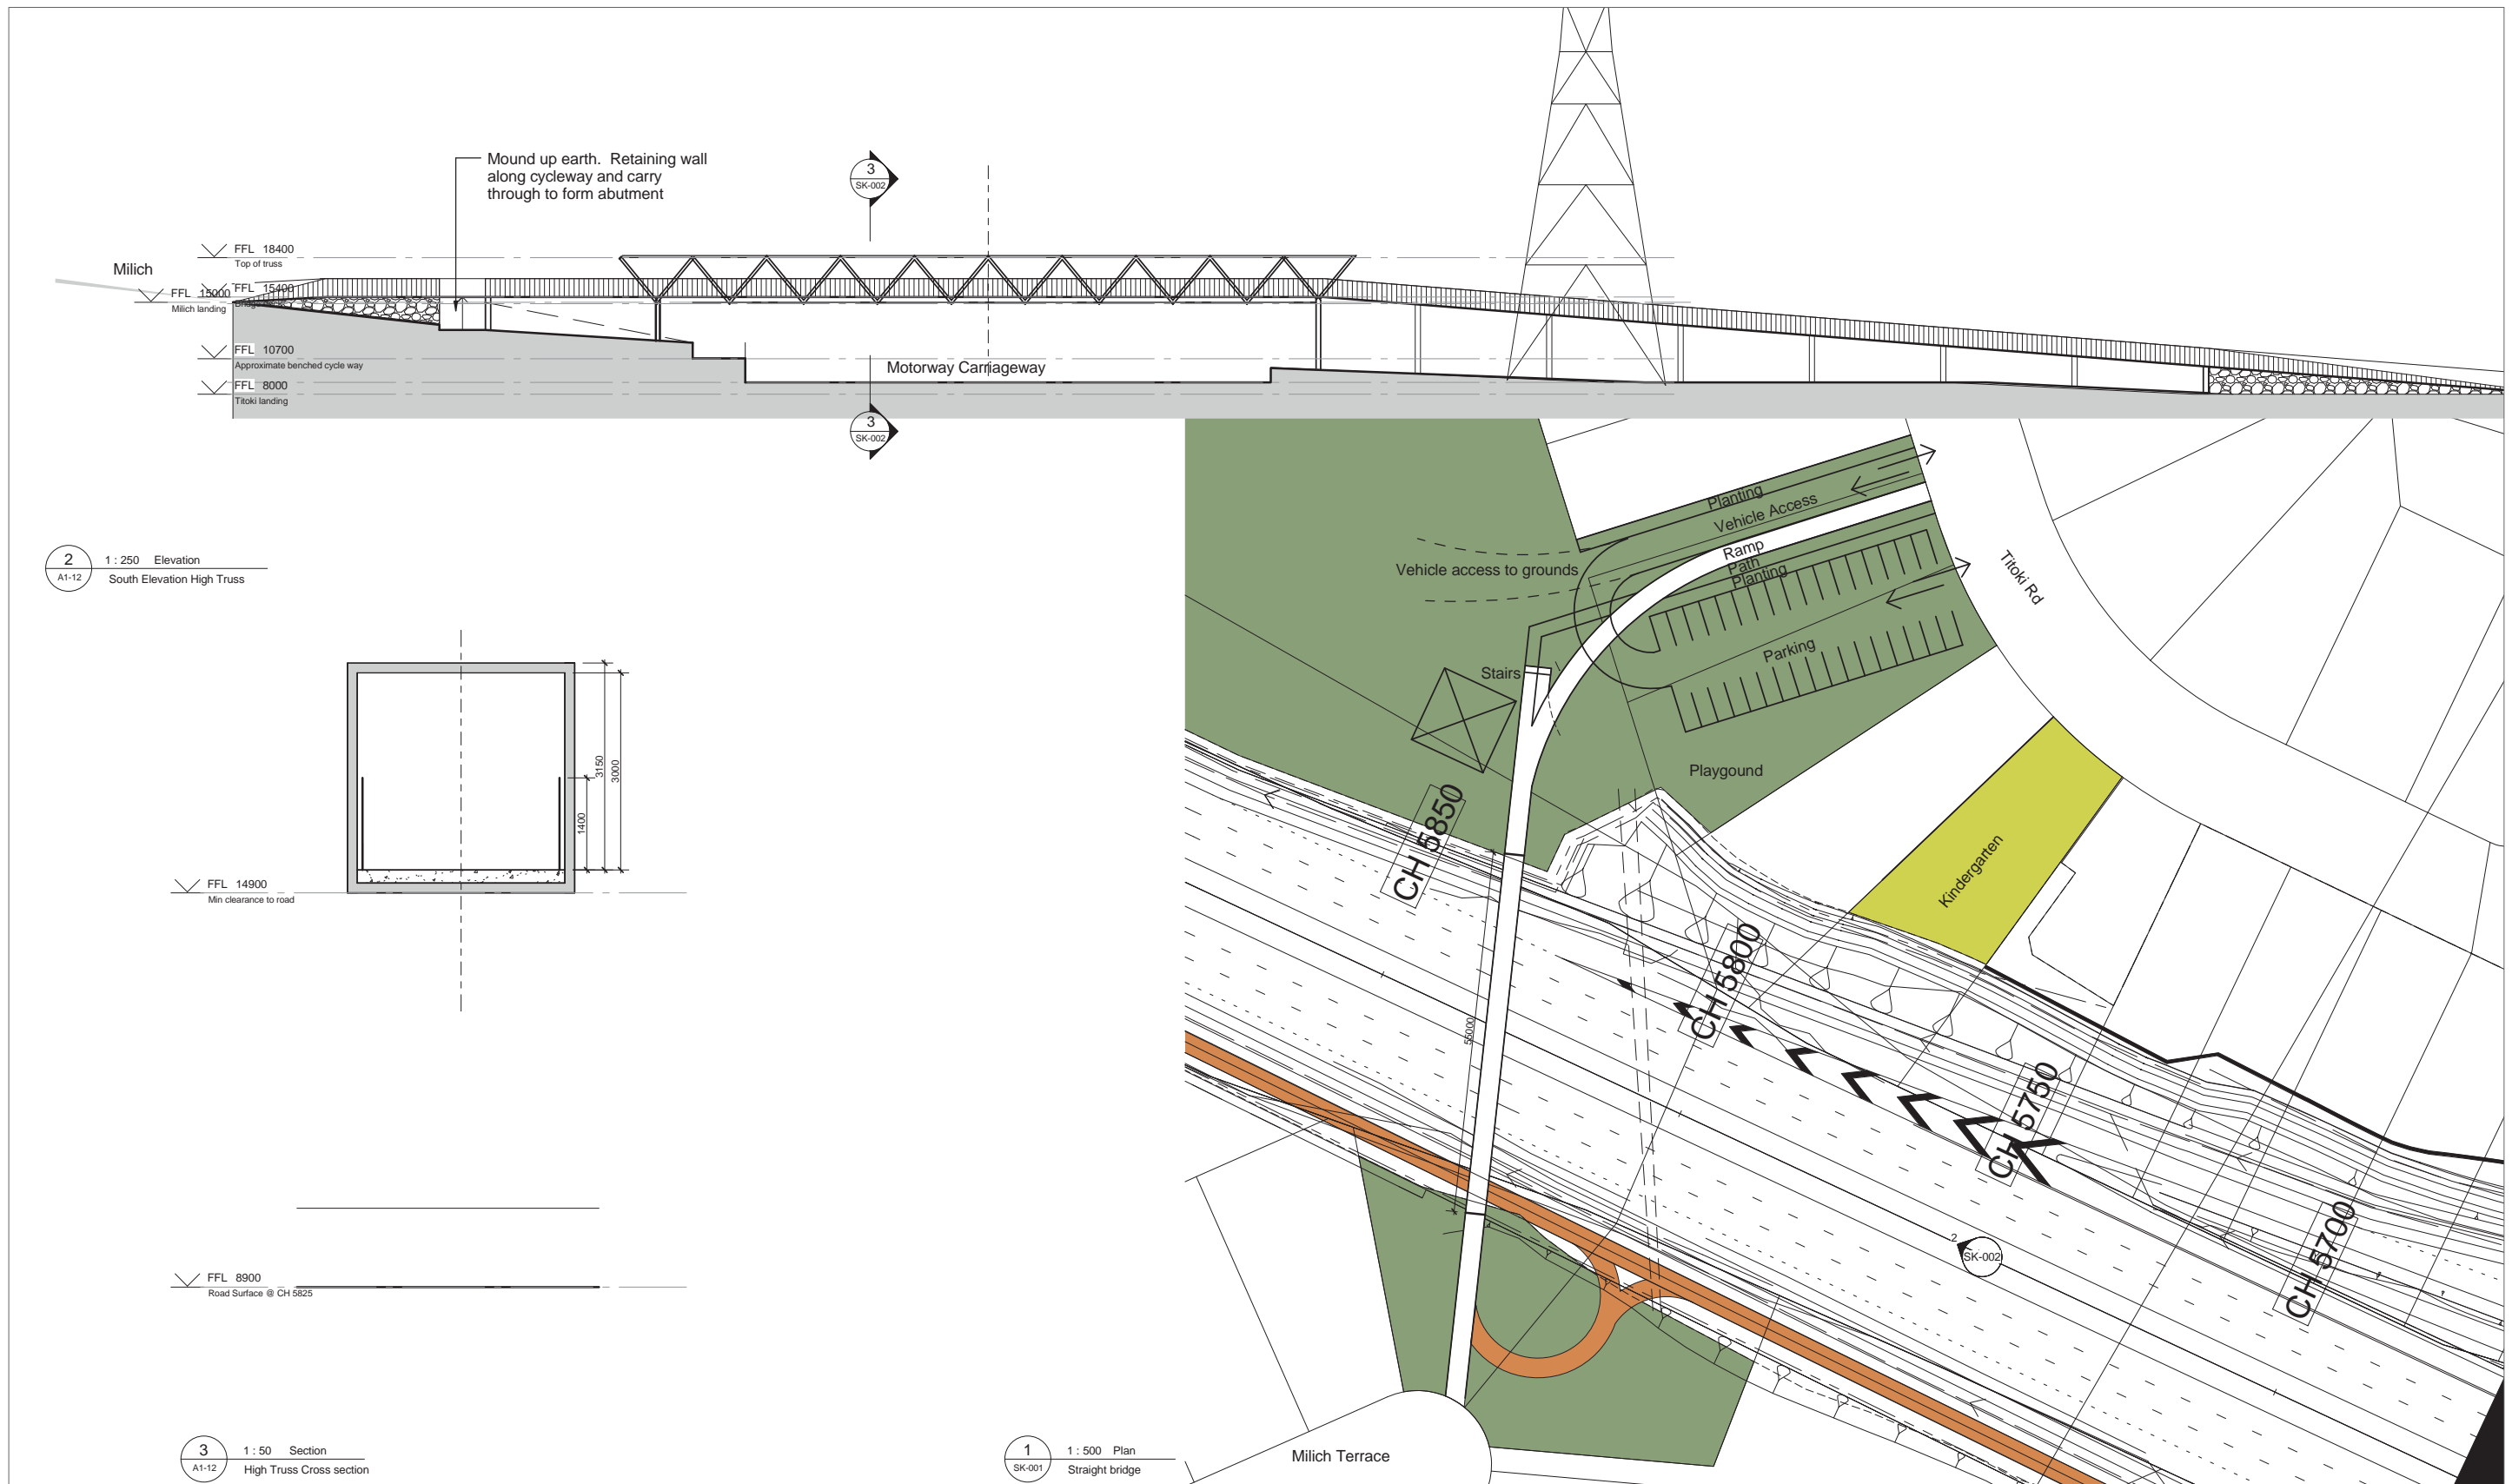 Mound up earth. Retaining wall
along cycleway and carry
through to form abutment
3
SK-002
Milich
FFL 18400
Top of truss
FFL 15400
FFL 15000
Milich landing
FFL 10700
Approximate benched cycle way
FFL 8000
Titoki landing
Motorway Carriageway
3
SK-002
2
A1-12
1 : 250 Elevation
South Elevation High Truss
3150
3000
1400
FFL 14900
Min clearance to road
FFL 8900
Road Surface @ CH 5825
3
A1-12
1 : 50 Section
High Truss Cross section
1
SK-001
1 : 500 Plan
Straight bridge
Planting
Vehicle Access
Ramp
Path
Planting
Vehicle access to grounds
Titoki Rd
Parking
Stairs
Playgound
Kindergarten
CH 5850
CH 5800
CH 5750
CH 5700
55000
2
SK-002
Milich Terrace